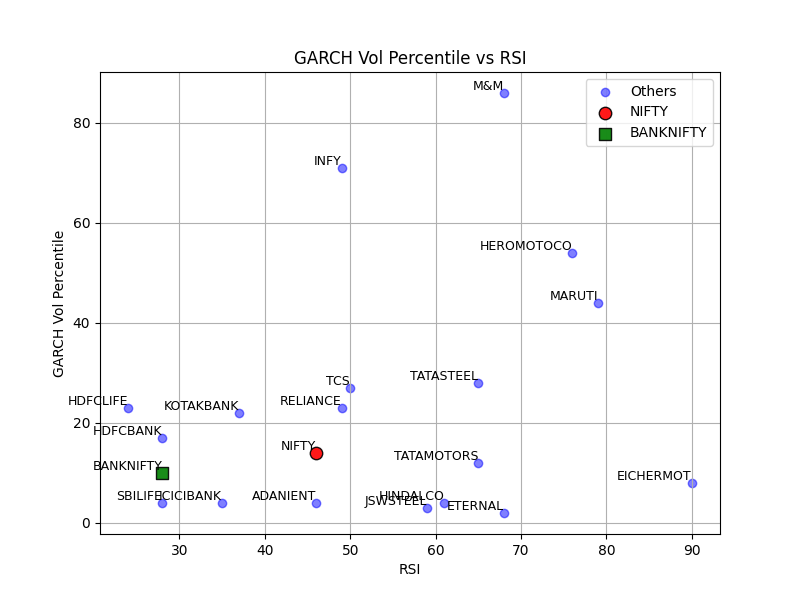 GARCH Vol Percentile vs RSI
M&M
Others
NIFTY
BANKNIFTY
INFY
HEROMOTOCO
MARUTI
TCS
TATASTEEL
HDFCLIFE
KOTAKBANK
RELIANCE
HDFCBANK
NIFTY
TATAMOTORS
BANKNIFTY
EICHERMOT
SBILIFE
ICICIBANK
ADANIENT
HINDALCO
JSWSTEEL
ETERNAL
80
60
40
20
0
GARCH Vol Percentile
30 40 50 60 70 80 90
RSI